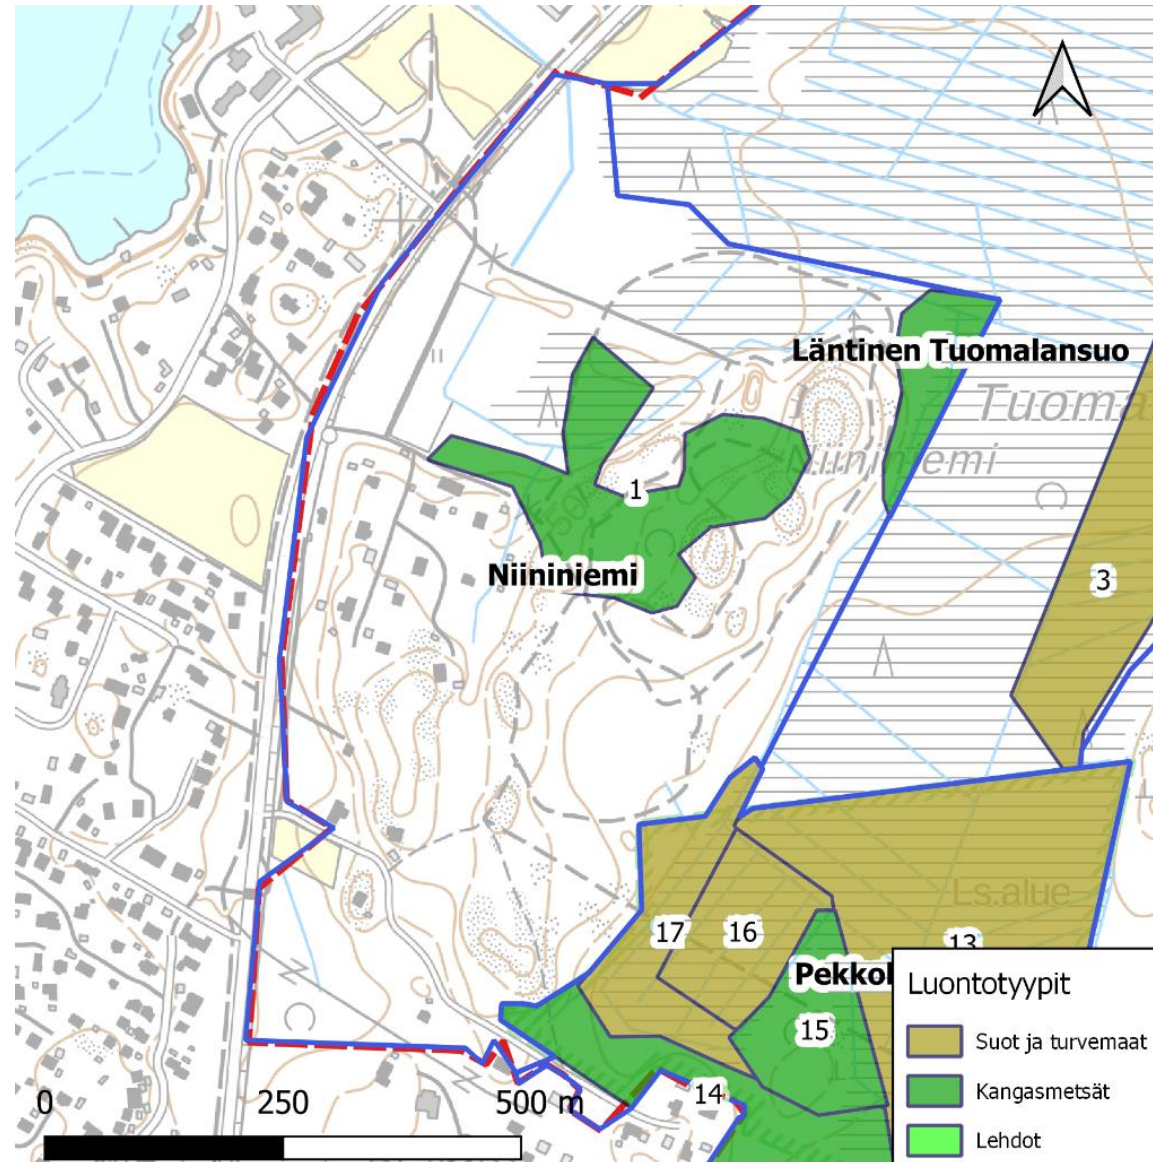 Läntinen Tuomalansuo
Tuoma
Niininiemi
1
50
Niininiemi
3
Ls.alue
17
16
13
Pekkol
15
14
Luontotyypit
Suot ja turvemaat
Kangasmetsät
Lehdot
0 250 500 m